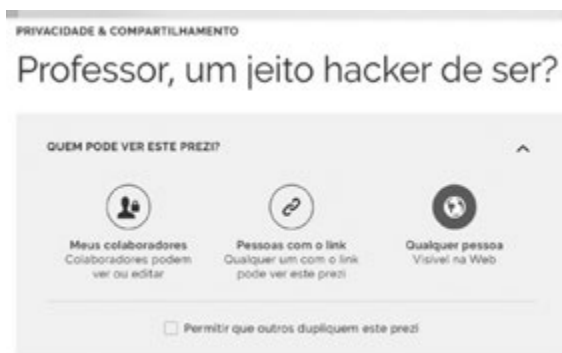 PRIVACIDADE & COMPARTILHAMENTO
Professor, um jeito hacker de ser?
QUEM PODE VER ESTE PREZI?
Meus colaboradores
Colaboradores podem
ver ou editar
Pessoas com o link
Qualquer um com o link
pode ver este prezi
Qualquer pessoa
Visível na Web
Permitir que outros dupliquem este prezi